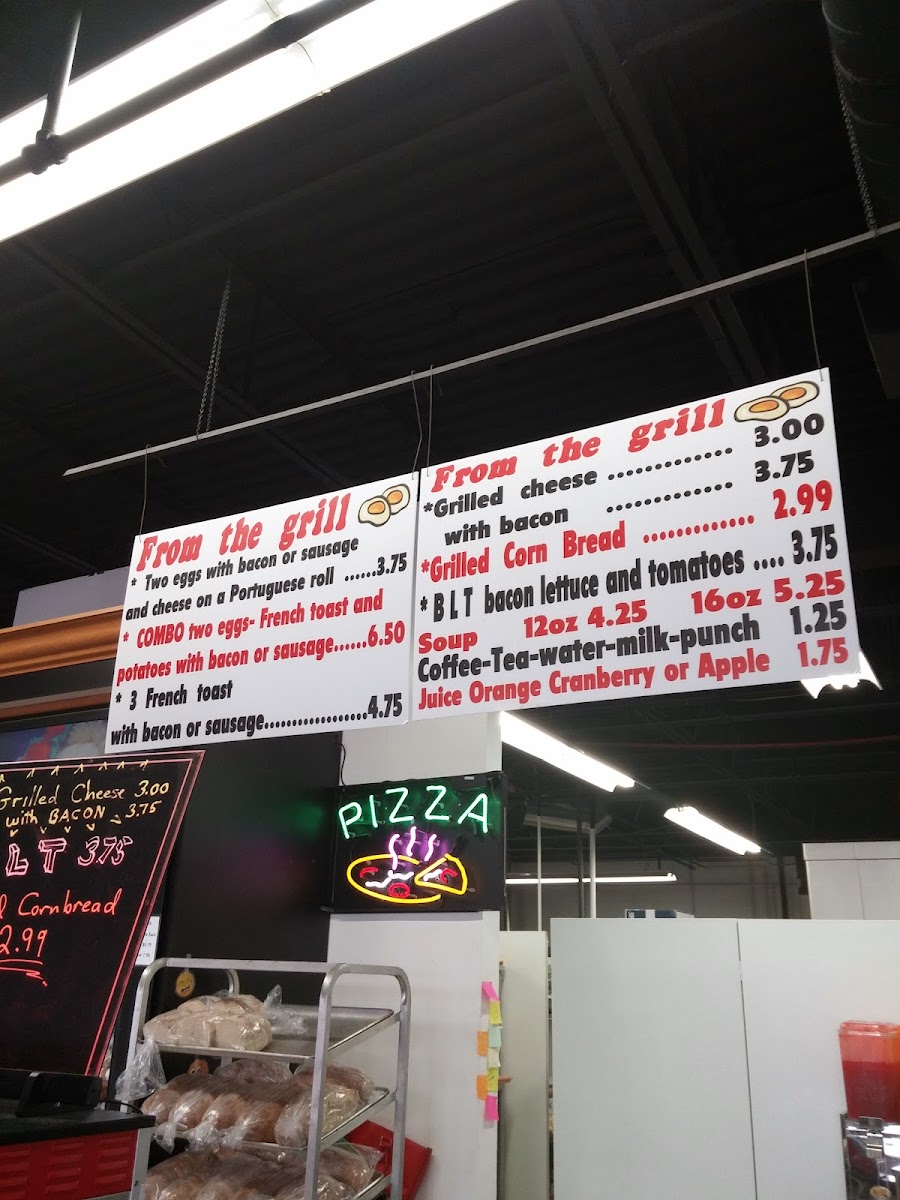 From the grill
* Two eggs with bacon or sausage
and cheese on a Portuguese roll ......3.75
* COMBO two eggs- French toast and
potatoes with bacon or sausage......6.50
* 3 French toast
with bacon or sausage..................4.75
From the grill
*Grilled cheese ............. 3.00
with bacon ............. 3.75
*Grilled Corn Bread ............. 2.99
*B L T bacon lettuce and tomatoes .... 3.75
Soup 12oz 4.25 16oz 5.25
Coffee-Tea-water-milk-punch 1.25
Juice Orange Cranberry or Apple 1.75
Grilled Cheese 3.00
with BACON 3.75
L T 3.75
Cornbread
2.99
PIZZA